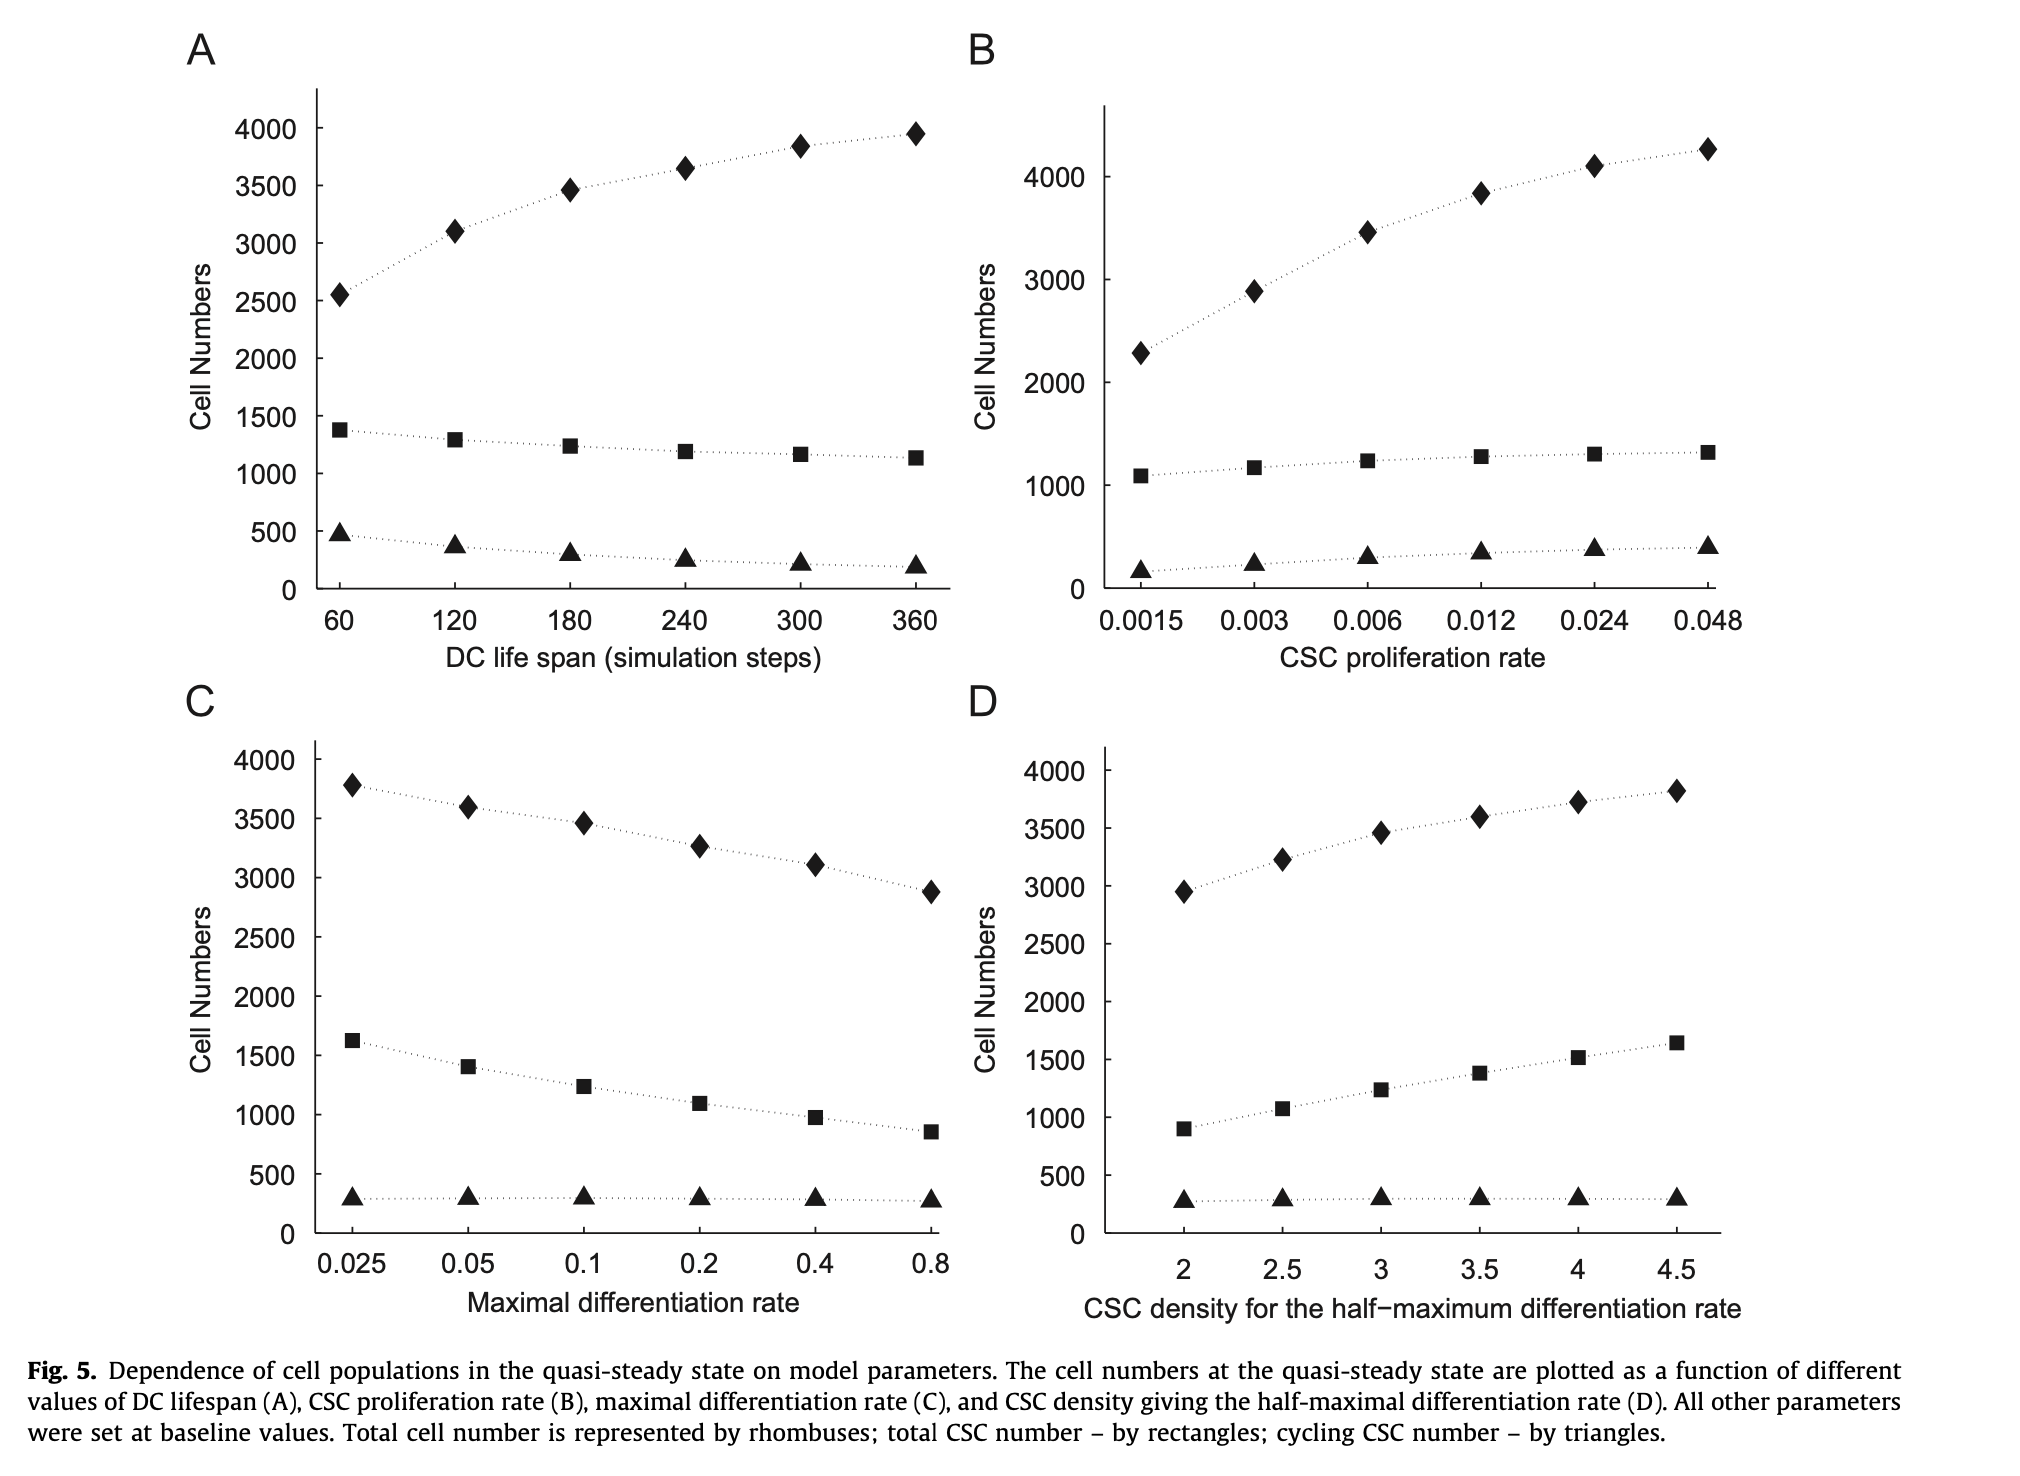 A
B
4000
3500
3000
2500
2000
1500
1000
500
0
Cell Numbers
60 120 180 240 300 360
DC life span (simulation steps)
4000
3000
2000
1000
0
Cell Numbers
0.0015 0.003 0.006 0.012 0.024 0.048
CSC proliferation rate
C
D
4000
3500
3000
2500
2000
1500
1000
500
0
Cell Numbers
0.025 0.05 0.1 0.2 0.4 0.8
Maximal differentiation rate
4000
3500
3000
2500
2000
1500
1000
500
0
Cell Numbers
2 2.5 3 3.5 4 4.5
CSC density for the half−maximum differentiation rate
Fig. 5. Dependence of cell populations in the quasi-steady state on model parameters. The cell numbers at the quasi-steady state are plotted as a function of different
values of DC lifespan (A), CSC proliferation rate (B), maximal differentiation rate (C), and CSC density giving the half-maximal differentiation rate (D). All other parameters
were set at baseline values. Total cell number is represented by rhombuses; total CSC number – by rectangles; cycling CSC number – by triangles.